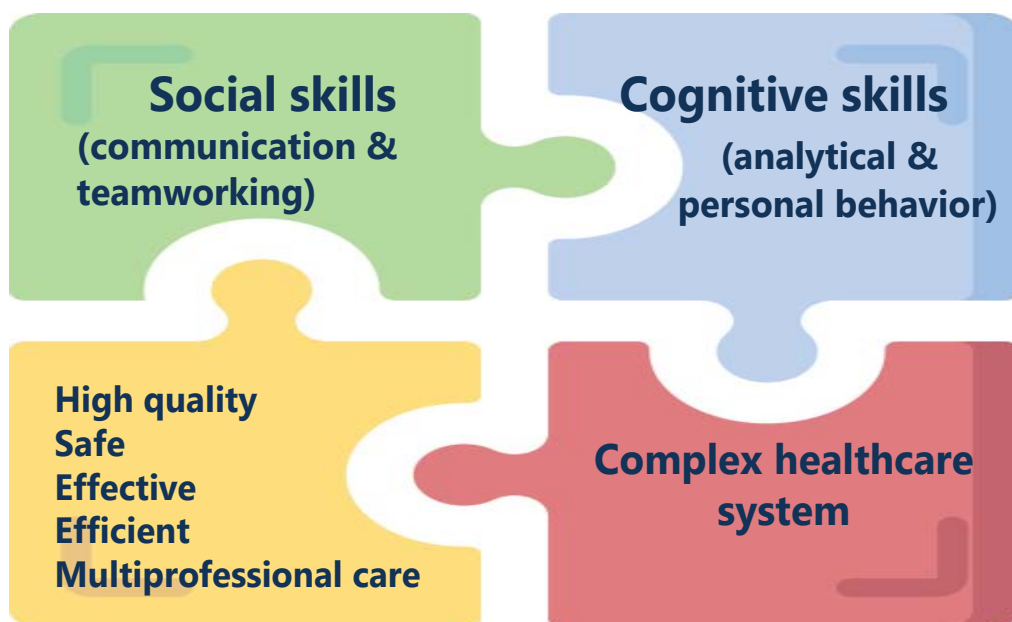 Social skills
(communication &
teamworking)
Cognitive skills
(analytical &
personal behavior)
High quality
Safe
Effective
Efficient
Multiprofessional care
Complex healthcare
system